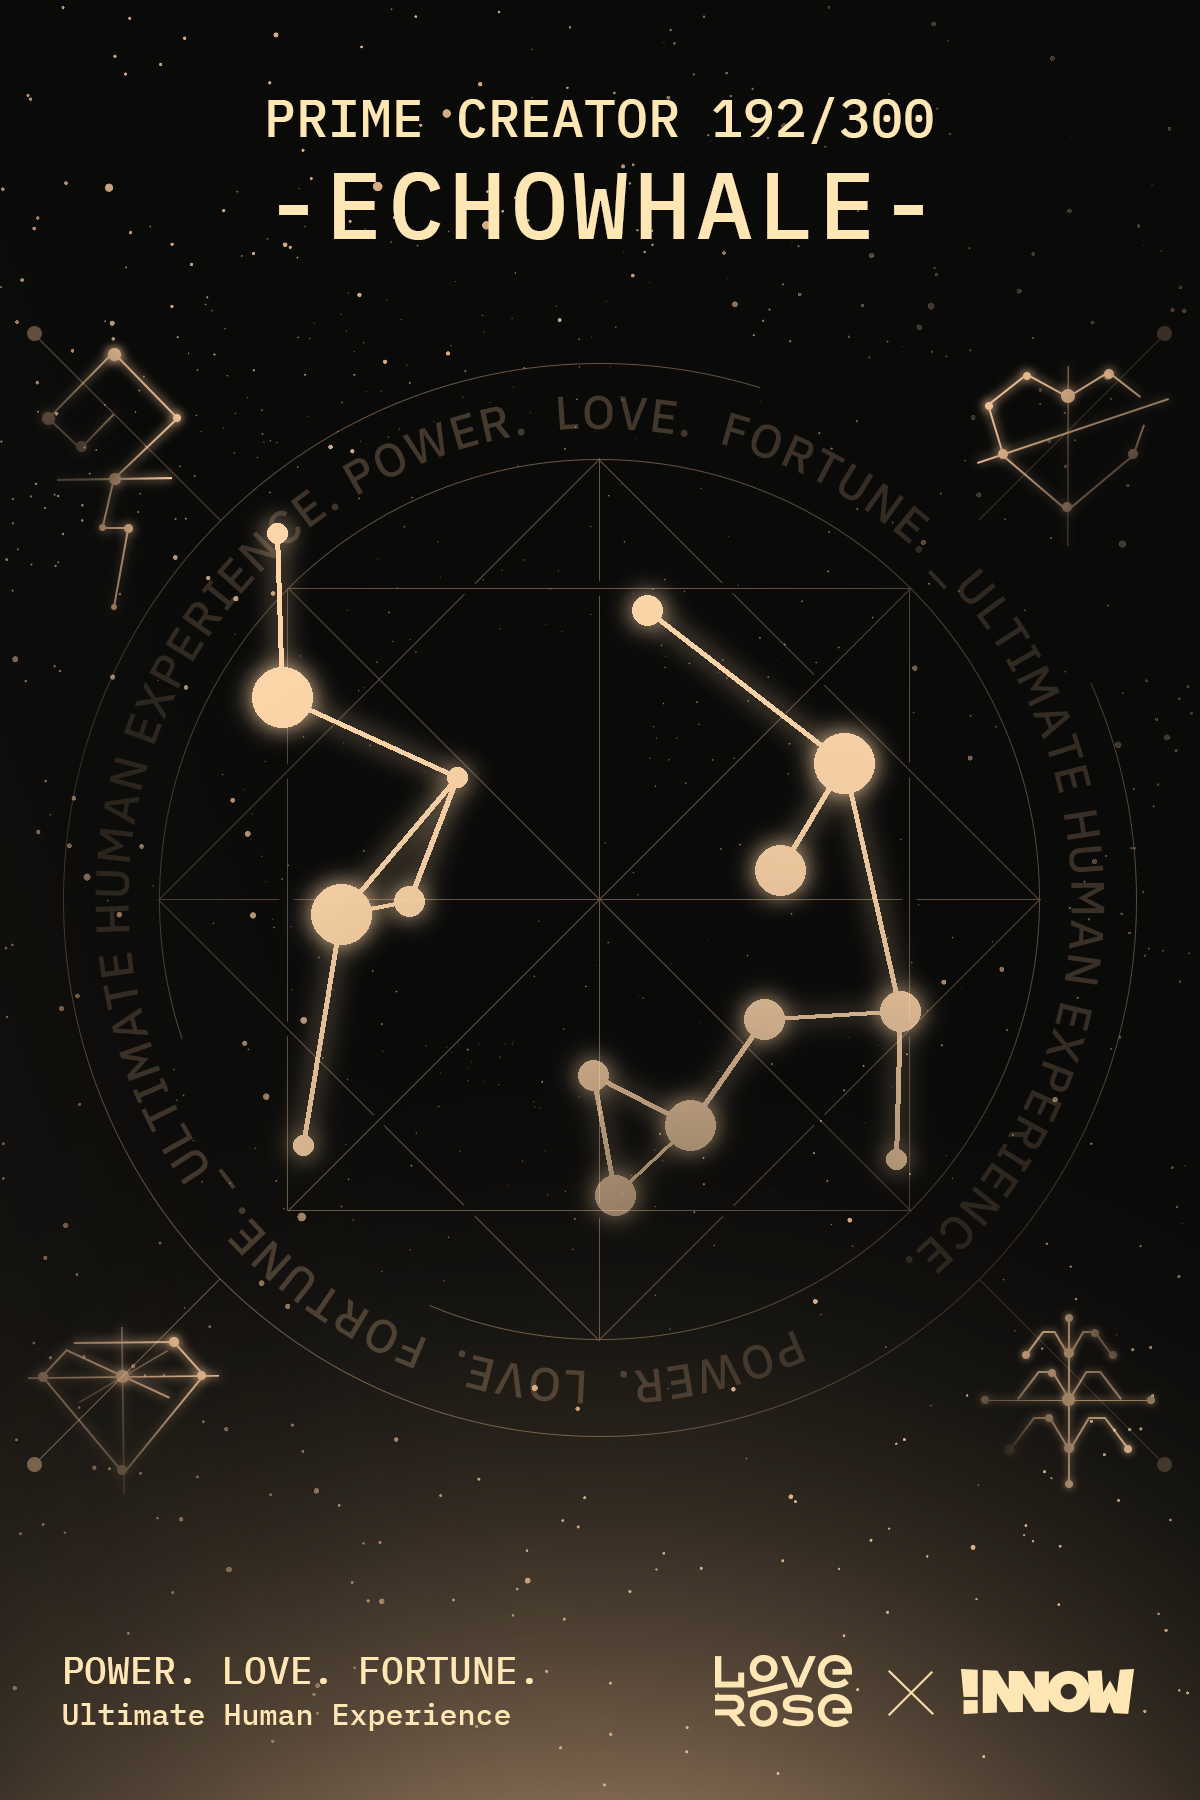 PRIME CREATOR 192/300
-ECHOWHALE-
POWER. LOVE. FORTUNE. – ULTIMATE HUMAN EXPERIENCE.
POWER. LOVE. FORTUNE. – ULTIMATE HUMAN EXPERIENCE.
POWER. LOVE. FORTUNE.
Ultimate Human Experience
LOVE
ROSE
!NNOW